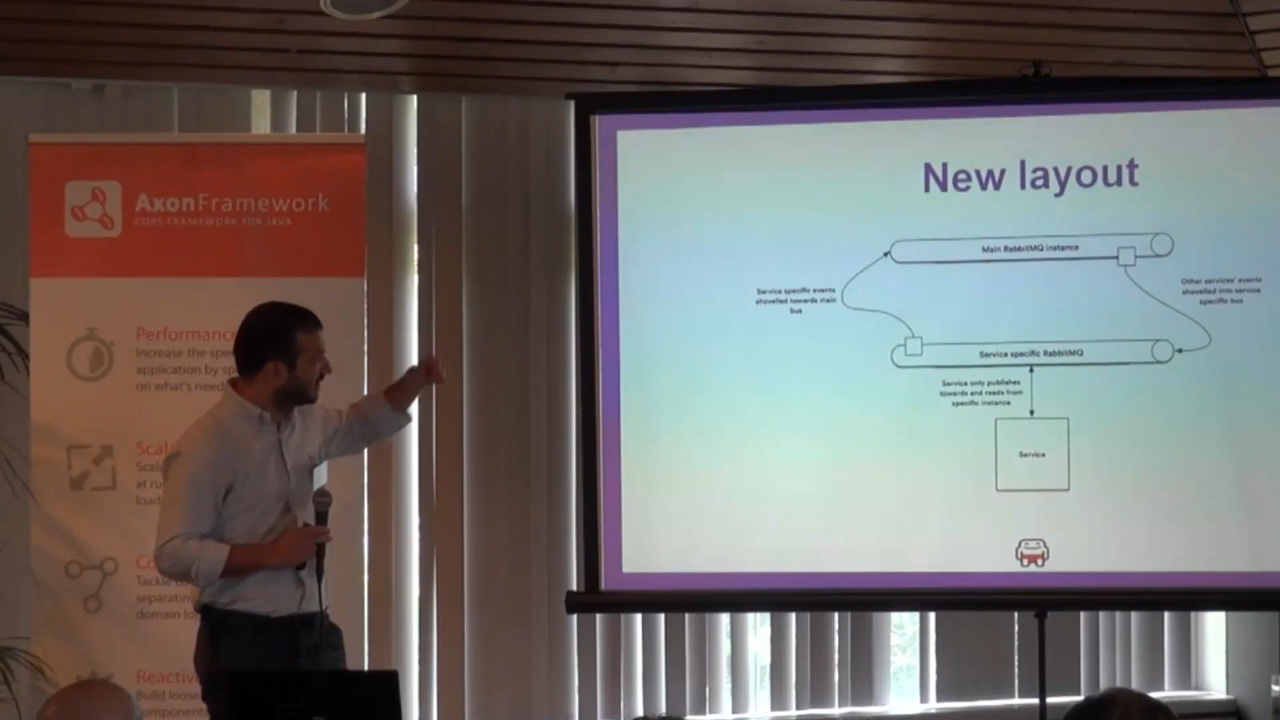 AxonFramework
CQRS FRAMEWORK FOR JAVA
Performance
Increase the spe
application by sp
on what's need
Scal
Scal
at ru
load
Co
Tackle
separatin
domain lo
Reactiv
Build loose
components
New layout
Main RabbitMQ instance
Service specific events
shovelled towards main
bus
Other services' events
shovelled into service
specific bus
Service specific RabbitMQ
Service only publishes
towards and reads from
specific instance
Service